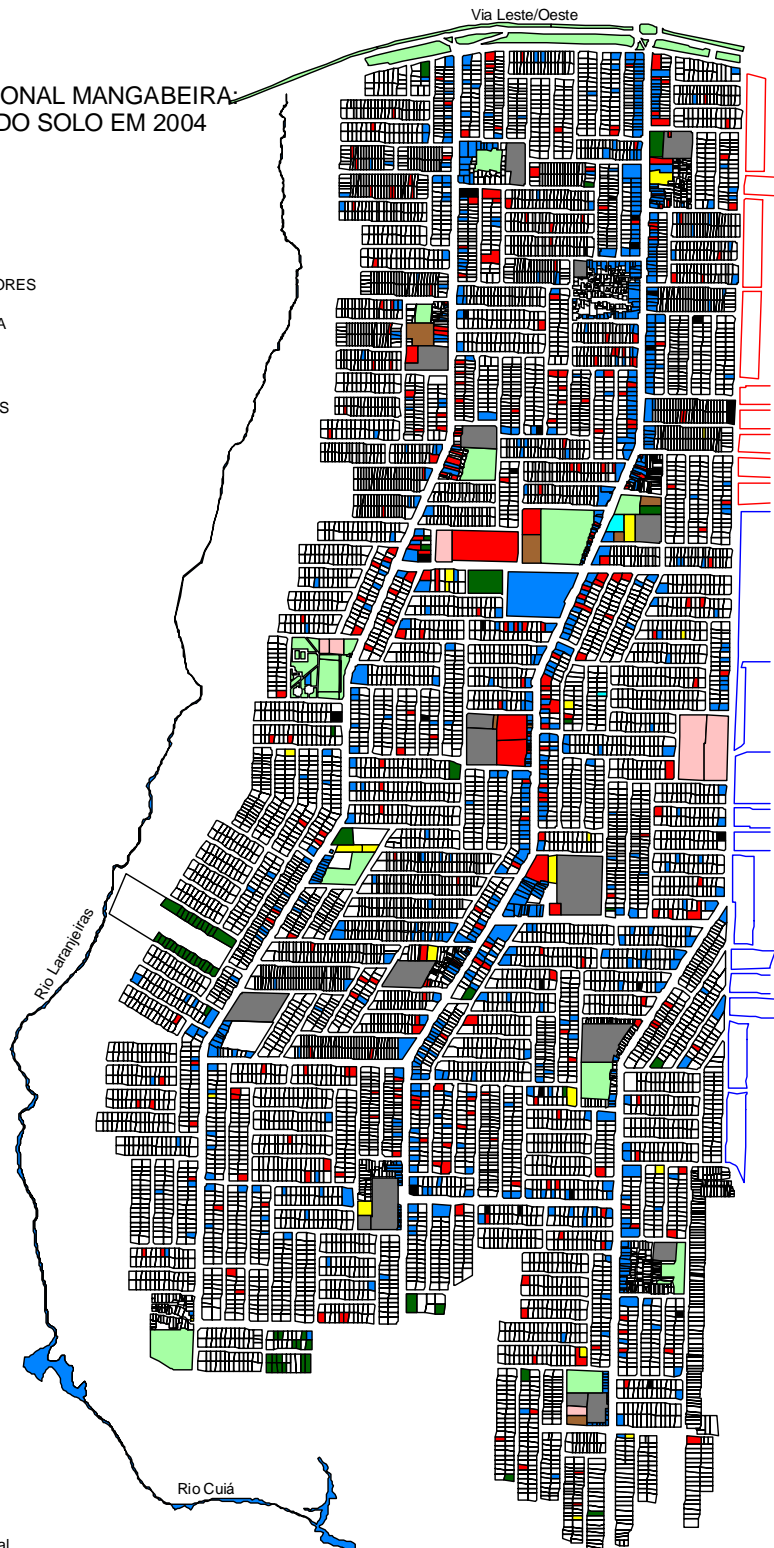 Via Leste/Oeste
ONAL MANGABEIRA:
DO SOLO EM 2004
ORES
A
S
Rio Laranjeiras
Rio Cuiá
al